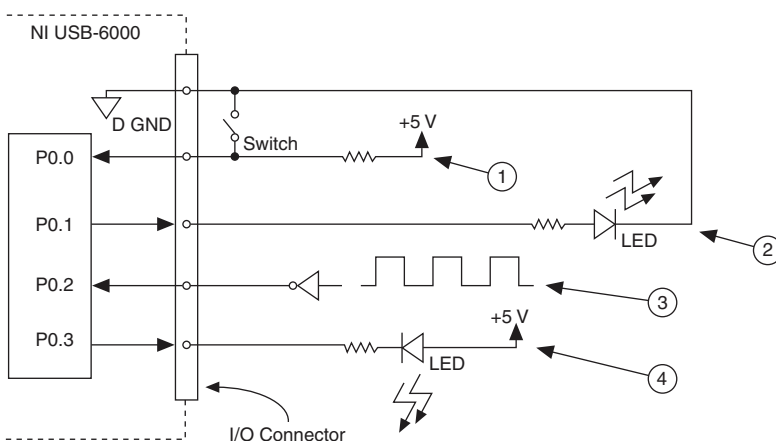 NI USB-6000
D GND
Switch
+5 V
P0.0
1
P0.1
LED
2
P0.2
3
+5 V
P0.3
LED
4
I/O Connector